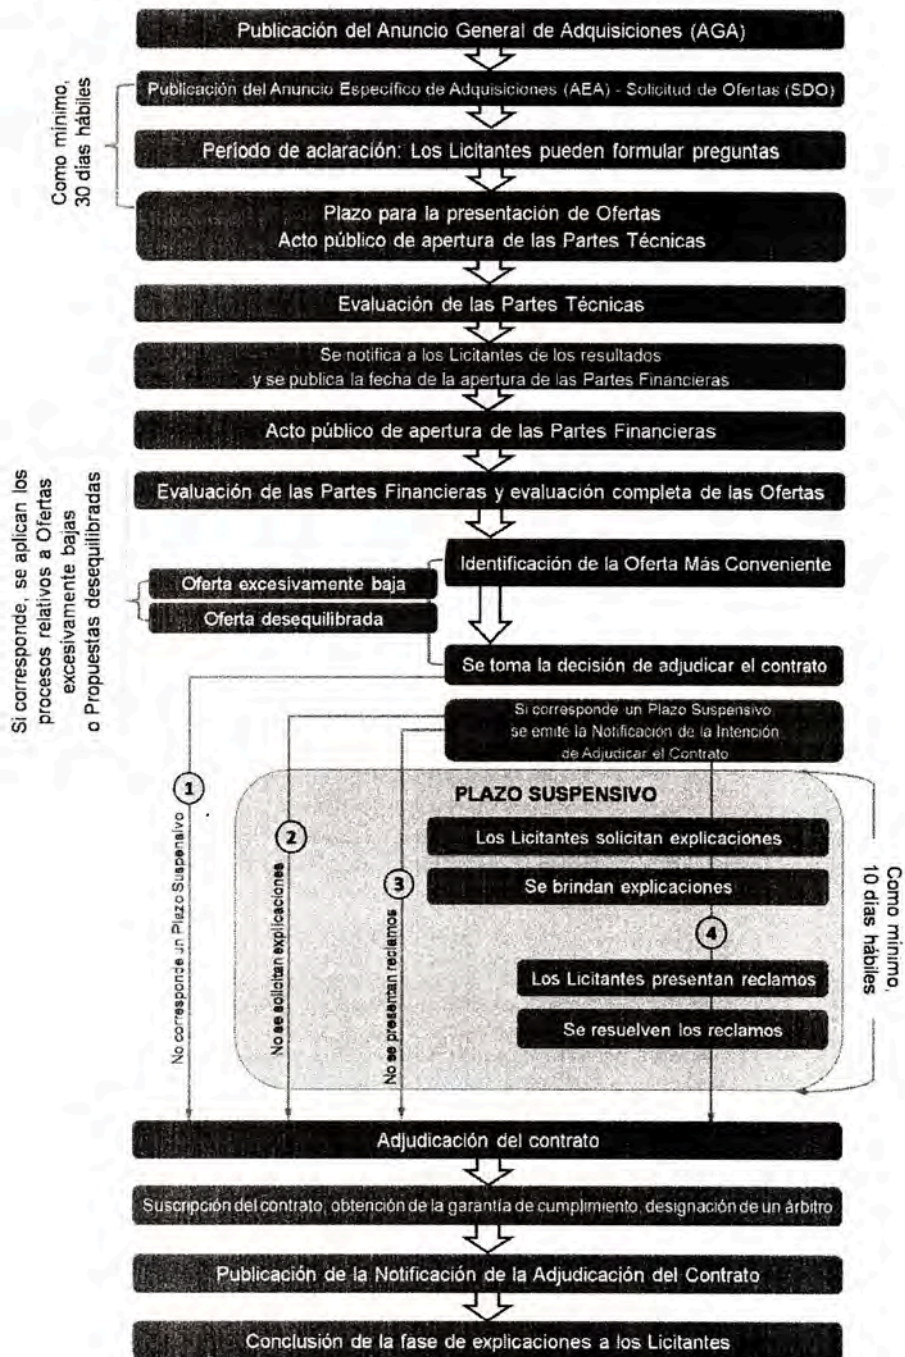 Publicación del Anuncio General de Adquisiciones (AGA)
Como mínimo,
30 días hábiles
Publicación del Anuncio Específico de Adquisiciones (AEA) - Solicitud de Ofertas (SDO)
Período de aclaración: Los Licitantes pueden formular preguntas
Plazo para la presentación de Ofertas
Acto público de apertura de las Partes Técnicas
Evaluación de las Partes Técnicas
Se notifica a los Licitantes de los resultados
y se publica la fecha de la apertura de las Partes Financieras
Acto público de apertura de las Partes Financieras
Evaluación de las Partes Financieras y evaluación completa de las Ofertas
Si corresponde, se aplican los
procesos relativos a Ofertas
excesivamente bajas
o Propuestas desequilibradas
Identificación de la Oferta Más Conveniente
Oferta excesivamente baja
Oferta desequilibrada
Se toma la decisión de adjudicar el contrato
Si corresponde un Plazo Suspensivo
se emite la Notificación de la Intención
de Adjudicar el Contrato
1
No corresponde un Plazo Suspensivo
2
No se solicitan explicaciones
3
No se presentan reclamos
PLAZO SUSPENSIVO
Los Licitantes solicitan explicaciones
Se brindan explicaciones
4
Los Licitantes presentan reclamos
Se resuelven los reclamos
Como mínimo,
10 días hábiles
Adjudicación del contrato
Suscripción del contrato, obtención de la garantía de cumplimiento, designación de un árbitro
Publicación de la Notificación de la Adjudicación del Contrato
Conclusión de la fase de explicaciones a los Licitantes